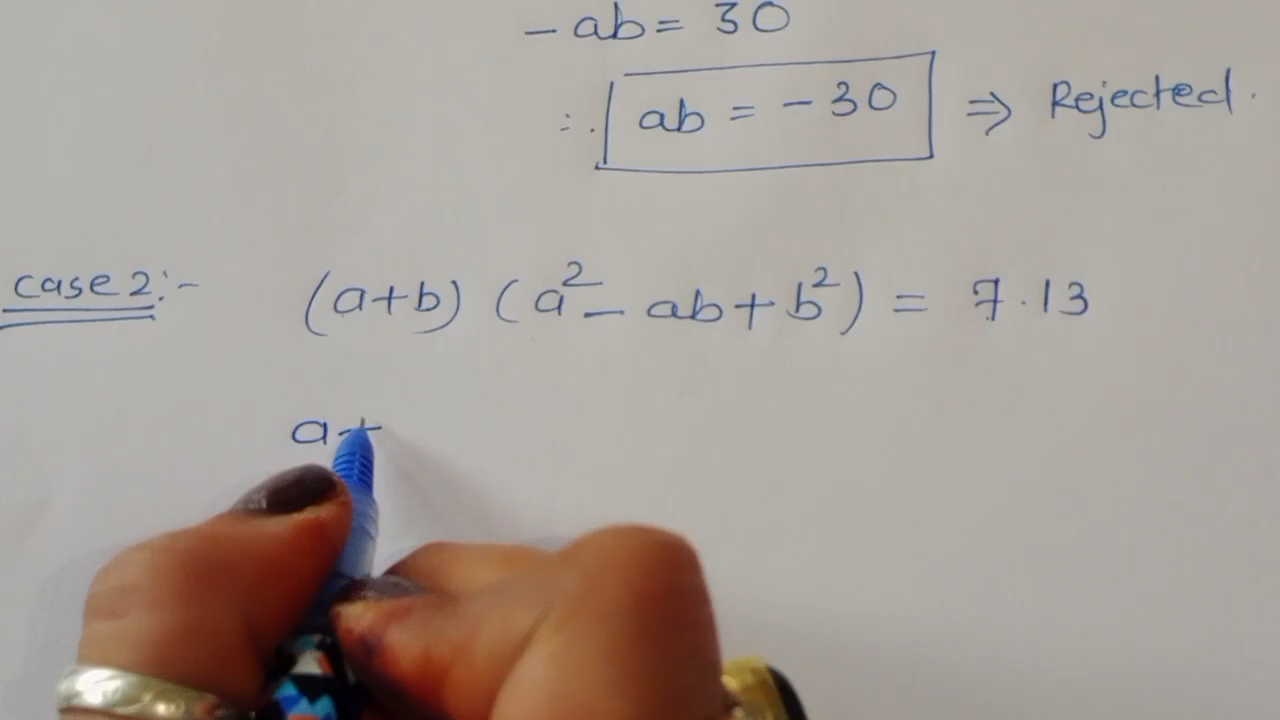 - ab = 30
∴ ab = - 30 ⇒ Rejected.
case 2:- (a+b) (a² - ab + b²) = 7.13
a+